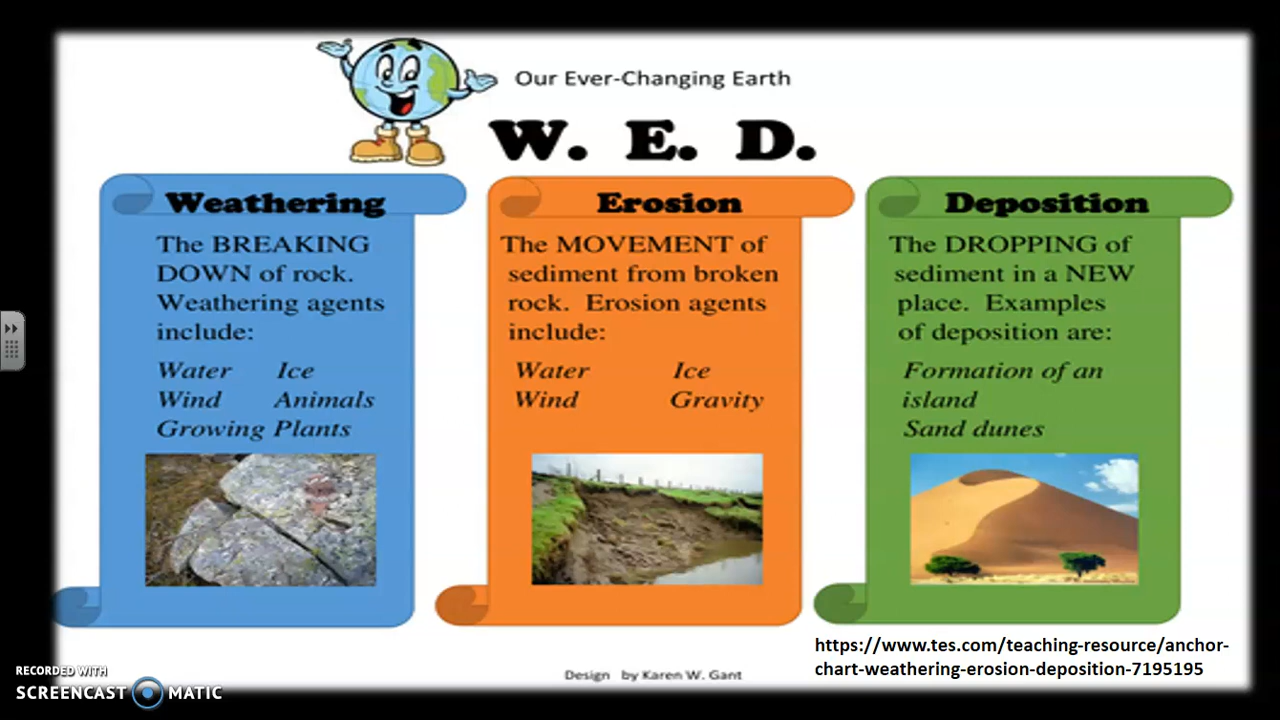 Our Ever-Changing Earth
W. E. D.
Weathering
The BREAKING
DOWN of rock.
Weathering agents
include:
Water Ice
Wind Animals
Growing Plants
Erosion
The MOVEMENT of
sediment from broken
rock. Erosion agents
include:
Water Ice
Wind Gravity
Deposition
The DROPPING of
sediment in a NEW
place. Examples
of deposition are:
Formation of an
island
Sand dunes
https://www.tes.com/teaching-resource/anchor-
chart-weathering-erosion-deposition-7195195
Design by Karen W. Gant
RECORDED WITH
SCREENCAST MATIC